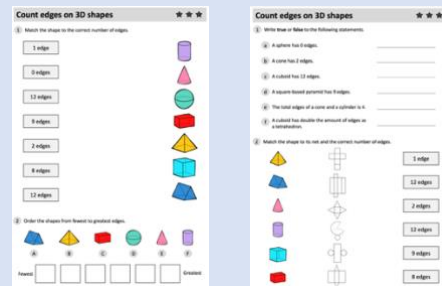 Count edges on 3D shapes
1 Match the shape to the correct number of edges.
1 edge
0 edges
12 edges
9 edges
2 edges
8 edges
12 edges
2 Order the shapes from fewest to greatest edges.
A B C D E F
Fewest
Greatest
Count edges on 3D shapes
1 Write true or false to the following statements.
a A sphere has 0 edges.
b A cone has 2 edges.
c A cuboid has 12 edges.
d A square-based pyramid has 9 edges.
e The total edges of a cone and a cylinder is 4.
f A cuboid has double the amount of edges as
a tetrahedron.
2 Match the shape to its net and the correct number of edges.
1 edge
12 edges
2 edges
12 edges
9 edges
8 edges